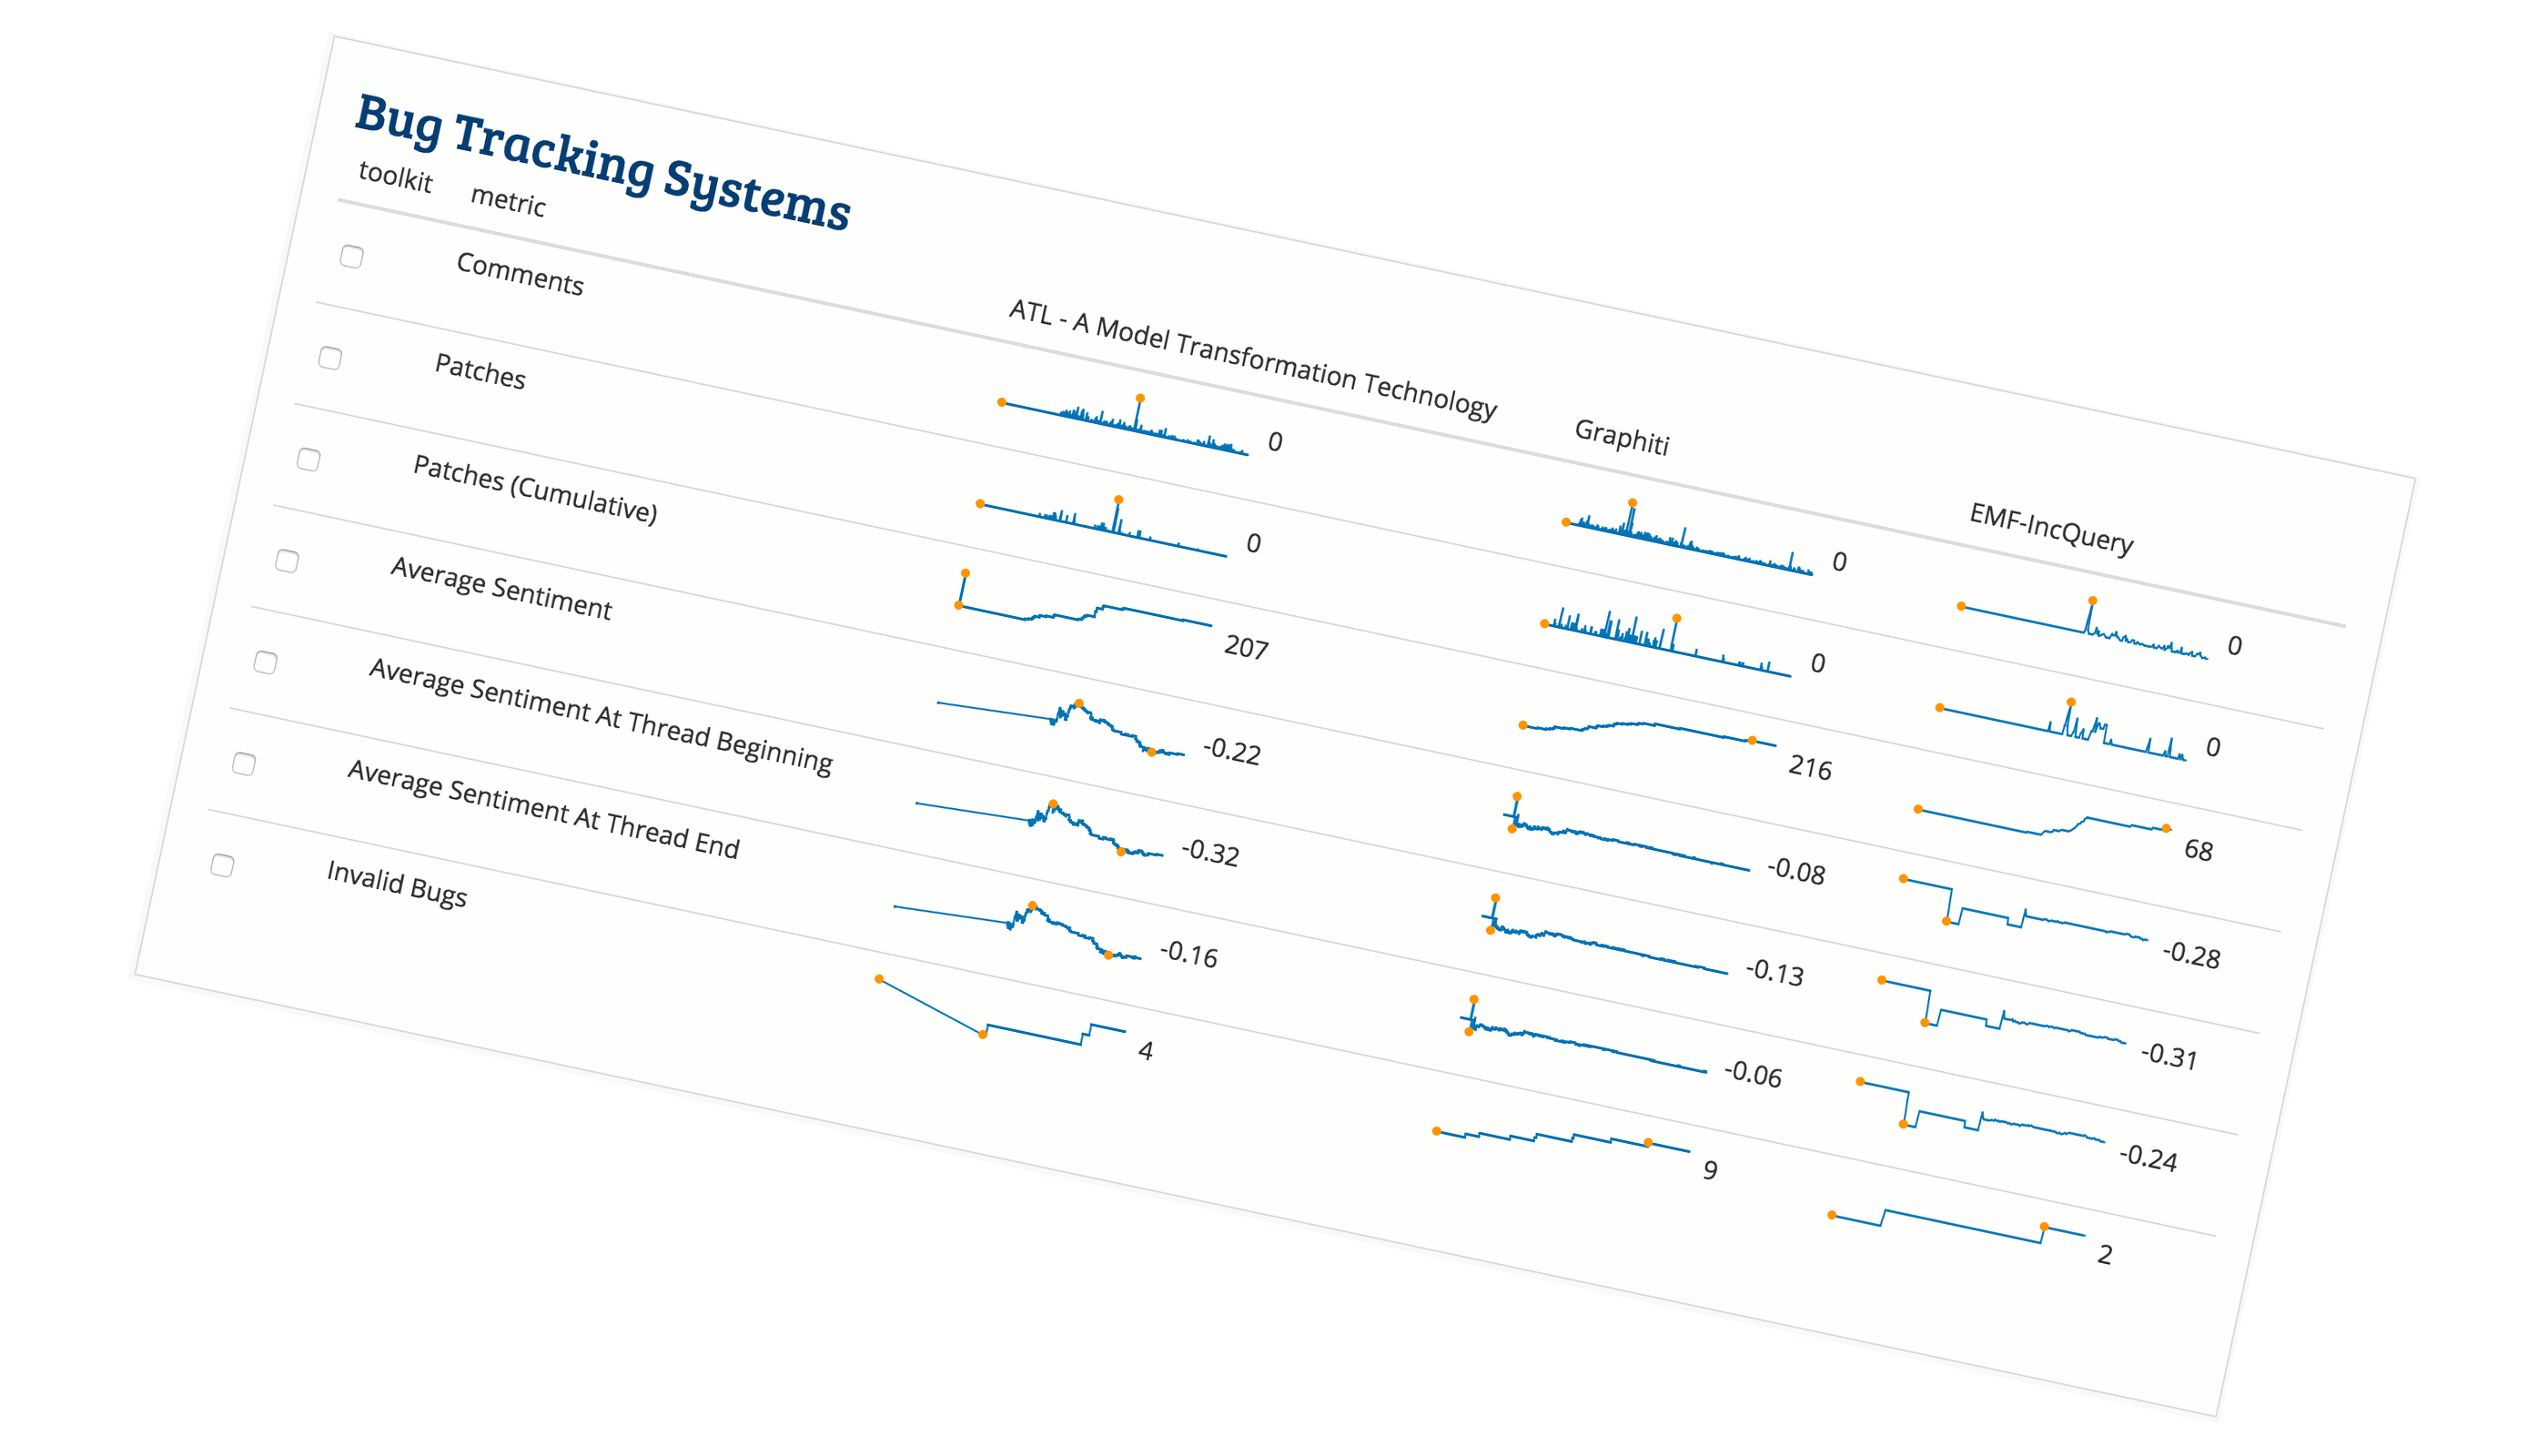 Bug Tracking Systems
toolkit metric ATL - A Model Transformation Technology Graphiti EMF-IncQuery
Comments 0 0 0
Patches 0 0 0
Patches (Cumulative) 207 216 68
Average Sentiment -0.22 -0.08 -0.28
Average Sentiment At Thread Beginning -0.32 -0.13 -0.31
Average Sentiment At Thread End -0.16 -0.06 -0.24
Invalid Bugs 4 9 2